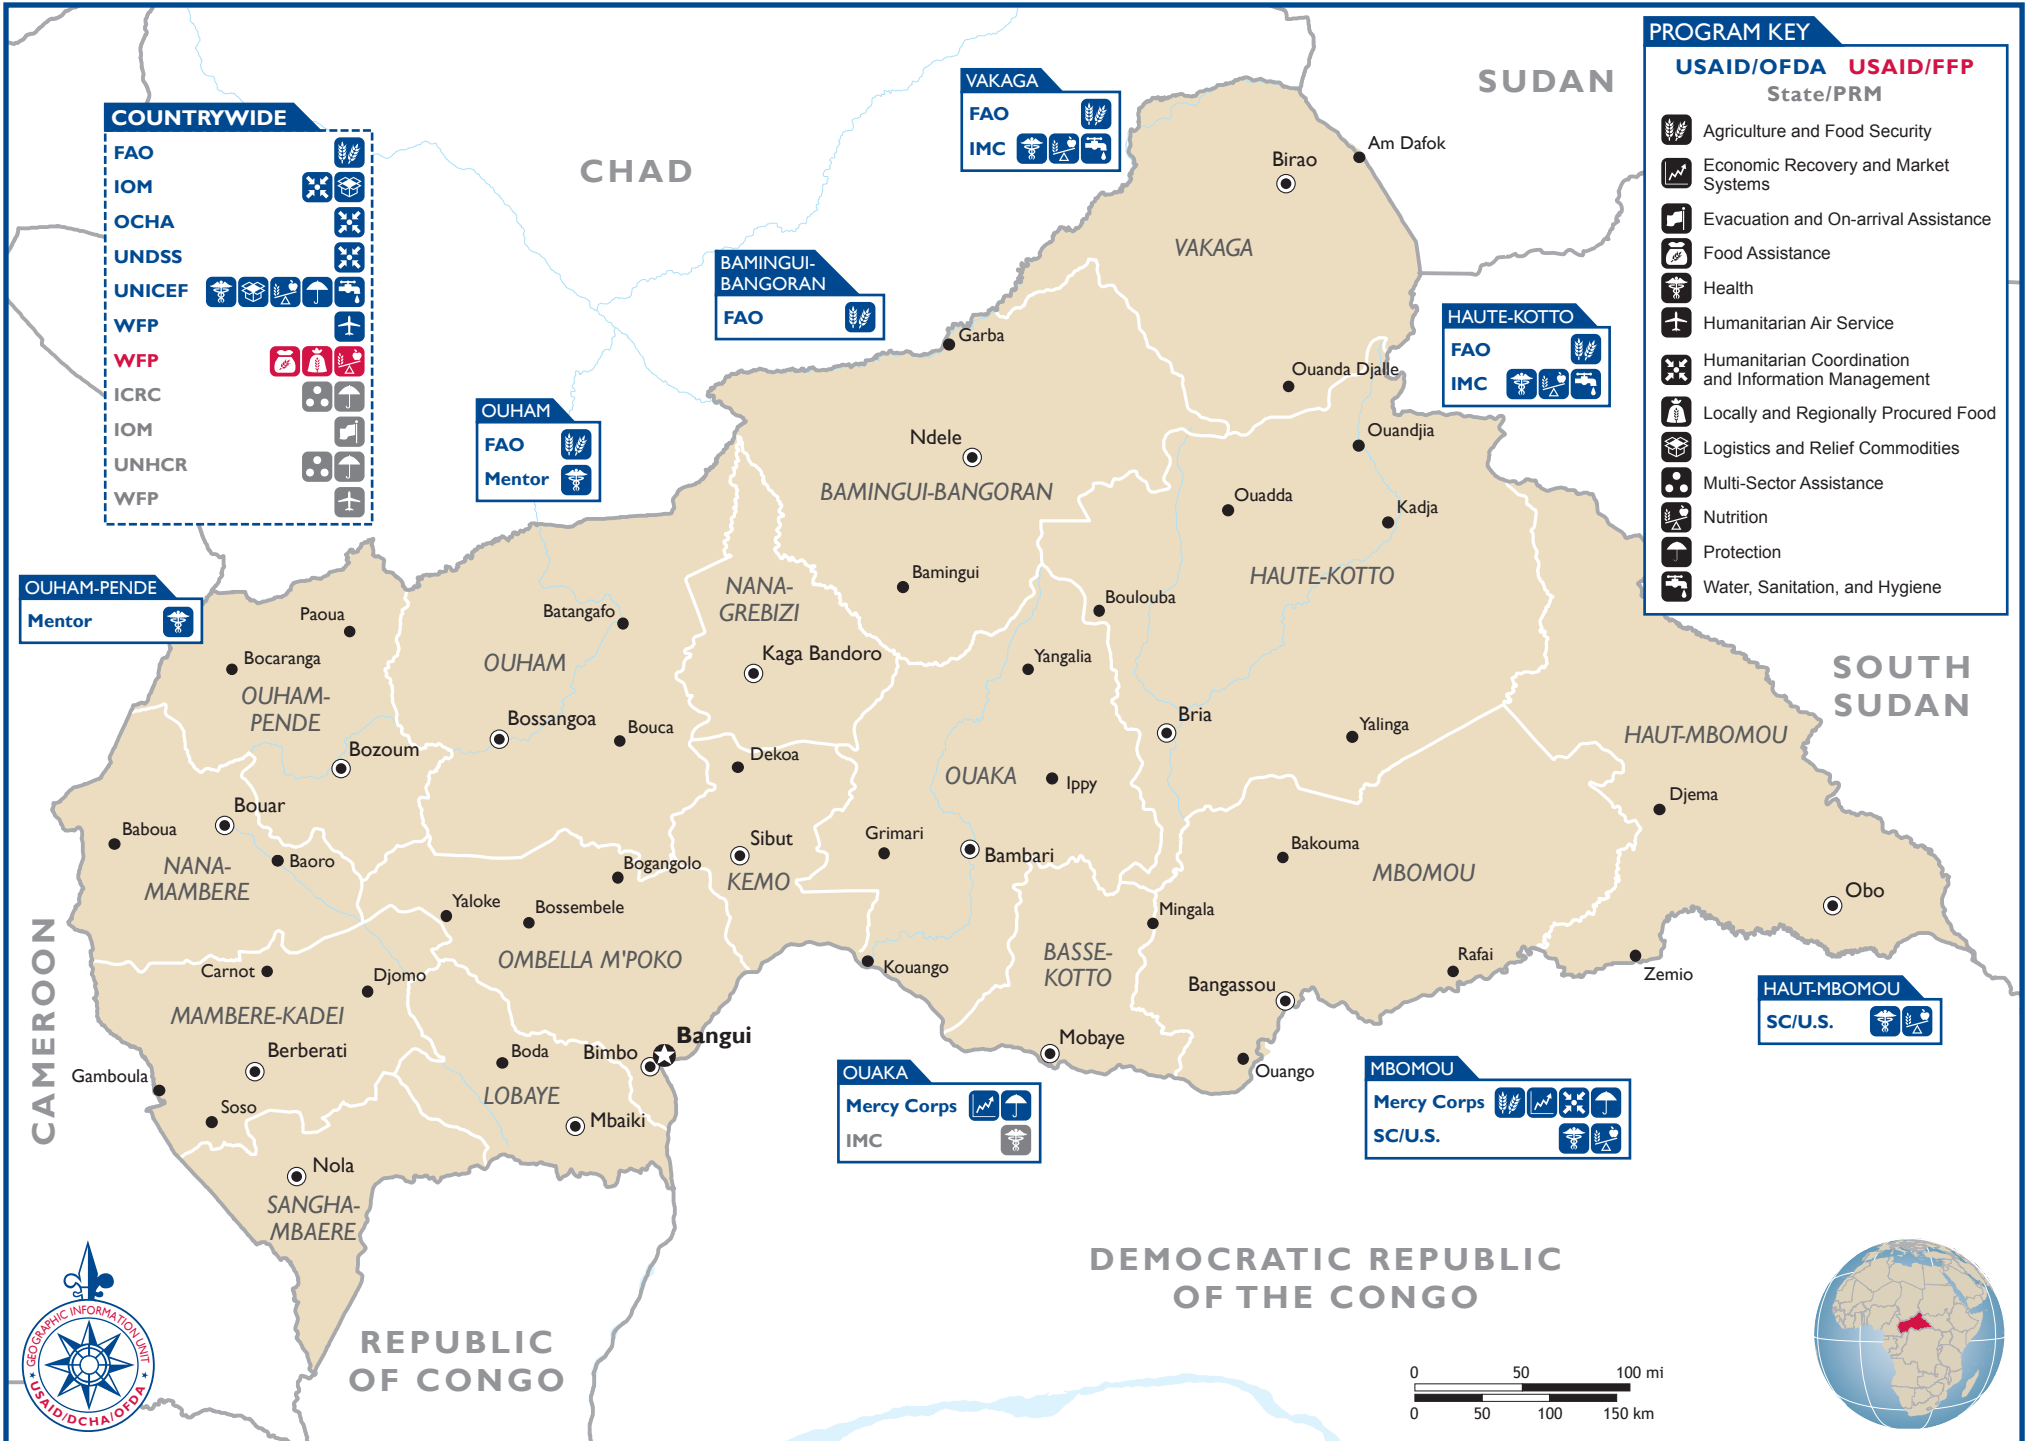 COUNTRYWIDE
FAO
IOM
OCHA
UNDSS
UNICEF
WFP
WFP
ICRC
IOM
UNHCR
WFP
VAKAGA
FAO
IMC
BAMINGUI-
BANGORAN
FAO
OUHAM
FAO
Mentor
OUHAM-PENDE
Mentor
HAUTE-KOTTO
FAO
IMC
PROGRAM KEY
USAID/OFDA USAID/FFP
State/PRM
Agriculture and Food Security
Economic Recovery and Market
Systems
Evacuation and On-arrival Assistance
Food Assistance
Health
Humanitarian Air Service
Humanitarian Coordination
and Information Management
Locally and Regionally Procured Food
Logistics and Relief Commodities
Multi-Sector Assistance
Nutrition
Protection
Water, Sanitation, and Hygiene
SUDAN
CHAD
SOUTH
SUDAN
CAMEROON
Am Dafok
Birao
VAKAGA
Garba
Ouanda Djalle
Ndele
Ouandjia
BAMINGUI-BANGORAN
Ouadda
Kadja
Bamingui
HAUTE-KOTTO
NANA-
GREBIZI
Boulouba
Paoua
Batangafo
Bocaranga
OUHAM
Kaga Bandoro
Yangalia
OUHAM-
PENDE
Bossangoa
Bouca
Bria
Yalinga
HAUT-MBOMOU
Bozoum
Dekoa
OUAKA
Ippy
Djema
Bouar
Baboua
Sibut
Grimari
Bambari
Bakouma
NANA-
MAMBERE
Baoro
Bogangolo
KEMO
MBOMOU
Obo
Yaloke
Bossembele
Mingala
OMBELLA M'POKO
BASSE-
KOTTO
Carnot
Djomo
Kouango
Rafai
Zemio
Bangassou
MAMBERE-KADEI
Bangui
Berberati
Boda
Bimbo
Mobaye
Ouango
Gamboula
LOBAYE
Soso
Mbaiki
Nola
SANGHA-
MBAERE
HAUT-MBOMOU
SC/U.S.
OUAKA
Mercy Corps
IMC
MBOMOU
Mercy Corps
SC/U.S.
DEMOCRATIC REPUBLIC
OF THE CONGO
REPUBLIC
OF CONGO
GEOGRAPHIC INFORMATION UNIT
USAID/DCHA/OFDA
0 50 100 mi
0 50 100 150 km